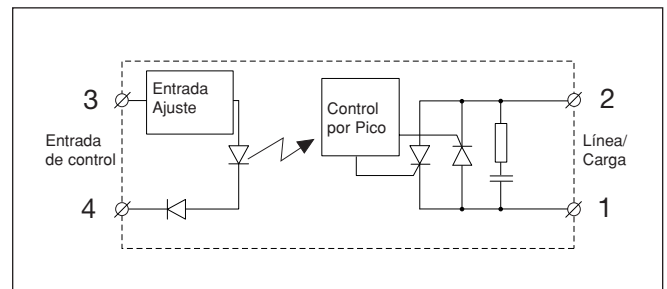 3
Entrada
Ajuste
Entrada
de control
4
Control
por Pico
2
Línea/
Carga
1